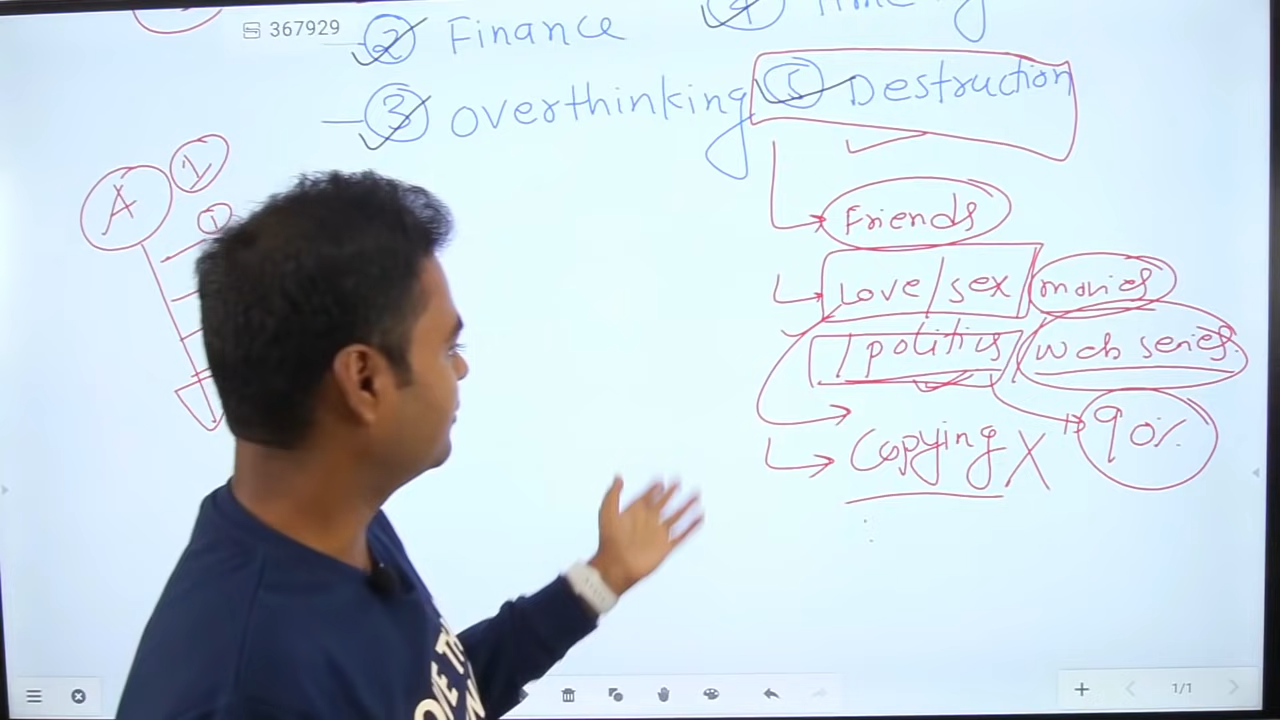 367929
2 Finance
3 overthinking
5 Destruction
A 1
1
Friends
Love/sex movies
/politics web series.
Copying X 90%
1/1